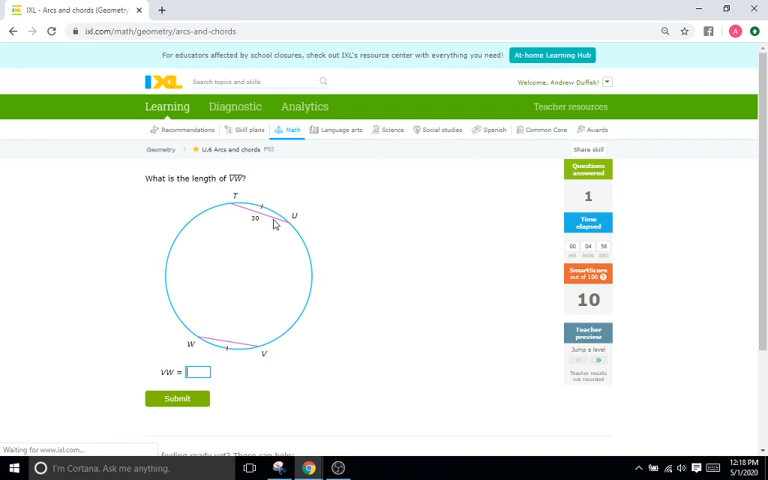 IXL - Arcs and chords (Geometry
ixl.com/math/geometry/arcs-and-chords
For educators affected by school closures, check out IXL's resource center with everything you need!
At-home Learning Hub
IXL
Search topics and skills
Welcome, Andrew Duffek!
Learning
Diagnostic
Analytics
Teacher resources
Recommendations
Skill plans
Math
Language arts
Science
Social studies
Spanish
Common Core
Awards
Geometry
U.6 Arcs and chords
Share skill
What is the length of VW?
T
U
W
V
VW =
Submit
Questions
answered
1
Time
elapsed
00 04 58
HR MIN SEC
SmartScore
out of 100 ?
10
Teacher
preview
Jump a level
Teacher results
not recorded
Waiting for www.ixl.com...
I'm Cortana. Ask me anything.
12:18 PM
5/1/2020